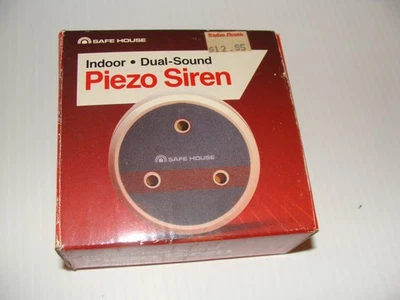 SAFE HOUSE
Radio Shack
$12.95
Indoor • Dual-Sound
Piezo Siren
SAFE HOUSE